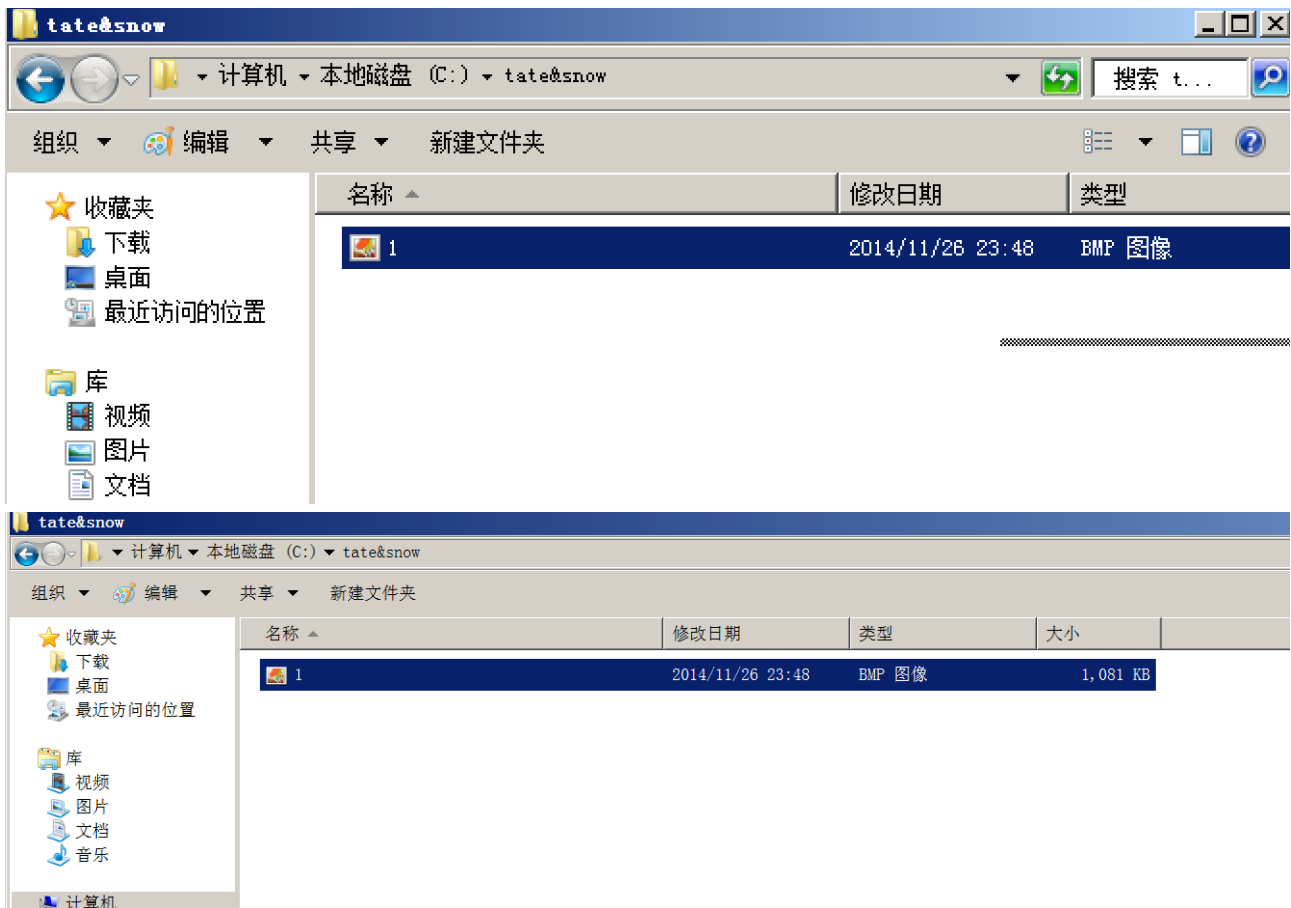 tate&snow
计算机 本地磁盘 (C:) tate&snow 搜索 t...
组织 编辑 共享 新建文件夹
名称 修改日期 类型
收藏夹
1 2014/11/26 23:48 BMP 图像
下载
桌面
最近访问的位置
库
视频
图片
文档
tate&snow
计算机 本地磁盘 (C:) tate&snow
组织 编辑 共享 新建文件夹
名称 修改日期 类型 大小
收藏夹
下载
1 2014/11/26 23:48 BMP 图像 1,081 KB
桌面
最近访问的位置
库
视频
图片
文档
音乐
计算机